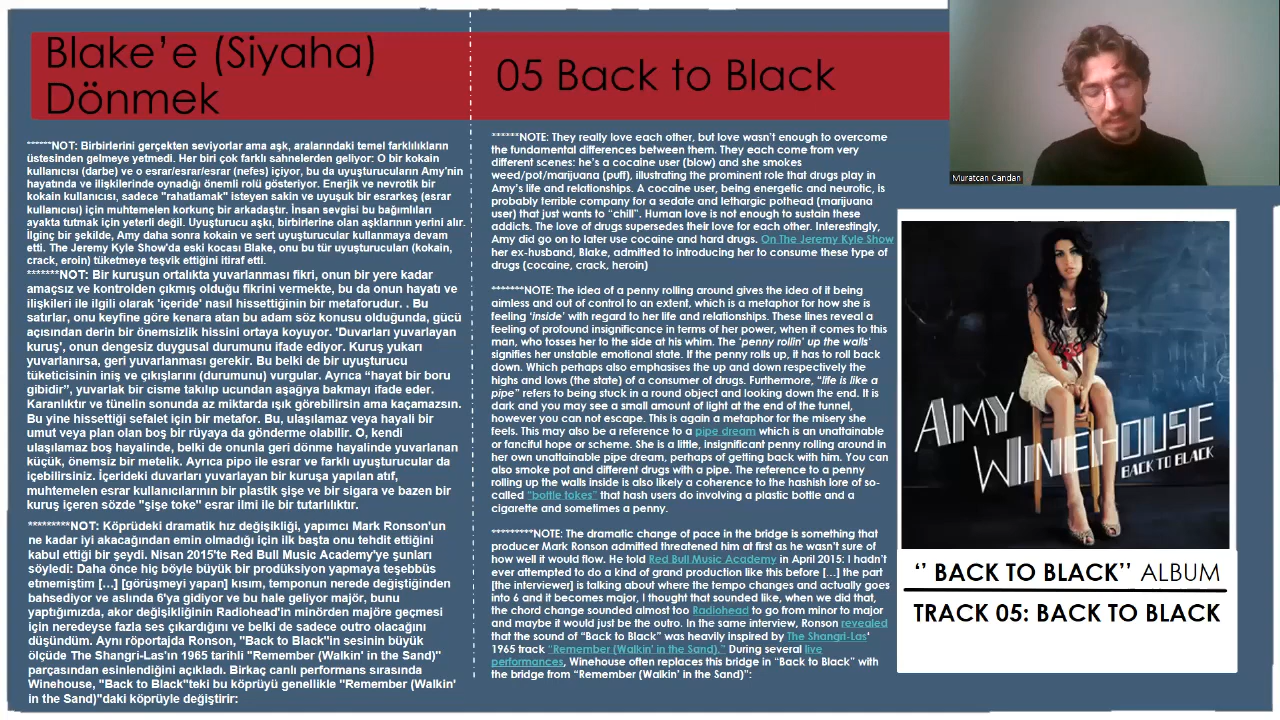 Blake’e (Siyaha)
Dönmek
******NOT: Birbirlerini gerçekten seviyorlar ama aşk, aralarındaki temel farklılıkların
üstesinden gelmeye yetmedi. Her biri çok farklı sahnelerden geliyor: O bir kokain
kullanıcısı (darbe) ve o esrar/esrar/esrar (nefes) içiyor, bu da uyuşturucuların Amy'nin
hayatında ve ilişkilerinde oynadığı önemli rolü gösteriyor. Enerjik ve nevrotik bir
kokain kullanıcısı, sadece "rahatlamak" isteyen sakin ve uyuşuk bir esrarkeş (esrar
kullanıcısı) için muhtemelen korkunç bir arkadaştır. İnsan sevgisi bu bağımlıları
ayakta tutmak için yeterli değil. Uyuşturucu aşkı, birbirlerine olan aşklarının yerini alır.
İlginç bir şekilde, Amy daha sonra kokain ve sert uyuşturucular kullanmaya devam
etti. The Jeremy Kyle Show'da eski kocası Blake, onu bu tür uyuşturucuları (kokain,
crack, eroin) tüketmeye teşvik ettiğini itiraf etti.
*******NOT: Bir kuruşun ortalıkta yuvarlanması fikri, onun bir yere kadar
amaçsız ve kontrolden çıkmış olduğu fikrini vermekte, bu da onun hayatı ve
ilişkileri ile ilgili olarak 'içeride' nasıl hissettiğinin bir metaforudur. . Bu
satırlar, onu keyfine göre kenara atan bu adam söz konusu olduğunda, gücü
açısından derin bir önemsizlik hissini ortaya koyuyor. 'Duvarları yuvarlayan
kuruş', onun dengesiz duygusal durumunu ifade ediyor. Kuruş yukarı
yuvarlanırsa, geri yuvarlanması gerekir. Bu belki de bir uyuşturucu
tüketicisinin iniş ve çıkışlarını (durumunu) vurgular. Ayrıca “hayat bir boru
gibidir”, yuvarlak bir cisme takılıp ucundan aşağıya bakmayı ifade eder.
Karanlıktır ve tünelin sonunda az miktarda ışık görebilirsin ama kaçamazsın.
Bu yine hissettiği sefalet için bir metafor. Bu, ulaşılamaz veya hayali bir
umut veya plan olan boş bir rüyaya da gönderme olabilir. O, kendi
ulaşılamaz boş hayalinde, belki de onunla geri dönme hayalinde yuvarlanan
küçük, önemsiz bir metelik. Ayrıca pipo ile esrar ve farklı uyuşturucular da
içebilirsiniz. İçerideki duvarları yuvarlayan bir kuruşa yapılan atıf,
muhtemelen esrar kullanıcılarının bir plastik şişe ve bir sigara ve bazen bir
kuruş içeren sözde "şişe toke" esrar ilmi ile bir tutarlılıktır.
*********NOT: Köprüdeki dramatik hız değişikliği, yapımcı Mark Ronson'un
ne kadar iyi akacağından emin olmadığı için ilk başta onu tehdit ettiğini
kabul ettiği bir şeydi. Nisan 2015'te Red Bull Music Academy'ye şunları
söyledi: Daha önce hiç böyle büyük bir prodüksiyon yapmaya teşebbüs
etmemiştim […] [görüşmeyi yapan] kısım, temponun nerede değiştiğinden
bahsediyor ve aslında 6'ya gidiyor ve bu hale geliyor majör, bunu
yaptığımızda, akor değişikliğinin Radiohead'in minörden majöre geçmesi
için neredeyse fazla ses çıkardığını ve belki de sadece outro olacağını
düşündüm. Aynı röportajda Ronson, "Back to Black"in sesinin büyük
ölçüde The Shangri-Las'ın 1965 tarihli "Remember (Walkin' in the Sand)"
parçasından esinlendiğini açıkladı. Birkaç canlı performans sırasında
Winehouse, "Back to Black"teki bu köprüyü genellikle "Remember (Walkin'
in the Sand)"daki köprüyle değiştirir:
05 Back to Black
******NOTE: They really love each other, but love wasn’t enough to overcome
the fundamental differences between them. They each come from very
different scenes: he’s a cocaine user (blow) and she smokes
weed/pot/marijuana (puff), illustrating the prominent role that drugs play in
Amy’s life and relationships. A cocaine user, being energetic and neurotic, is
probably terrible company for a sedate and lethargic pothead (marijuana
user) that just wants to “chill”. Human love is not enough to sustain these
addicts. The love of drugs supersedes their love for each other. Interestingly,
Amy did go on to later use cocaine and hard drugs. On The Jeremy Kyle Show
her ex-husband, Blake, admitted to introducing her to consume these type of
drugs (cocaine, crack, heroin)
*******NOTE: The idea of a penny rolling around gives the idea of it being
aimless and out of control to an extent, which is a metaphor for how she is
feeling ‘inside’ with regard to her life and relationships. These lines reveal a
feeling of profound insignificance in terms of her power, when it comes to this
man, who tosses her to the side at his whim. The ‘penny rollin' up the walls‘
signifies her unstable emotional state. If the penny rolls up, it has to roll back
down. Which perhaps also emphasises the up and down respectively the
highs and lows (the state) of a consumer of drugs. Furthermore, “life is like a
pipe” refers to being stuck in a round object and looking down the end. It is
dark and you may see a small amount of light at the end of the tunnel,
however you can not escape. This is again a metaphor for the misery she
feels. This may also be a reference to a pipe dream which is an unattainable
or fanciful hope or scheme. She is a little, insignificant penny rolling around in
her own unattainable pipe dream, perhaps of getting back with him. You can
also smoke pot and different drugs with a pipe. The reference to a penny
rolling up the walls inside is also likely a coherence to the hashish lore of so-
called “bottle tokes” that hash users do involving a plastic bottle and a
cigarette and sometimes a penny.
*********NOTE: The dramatic change of pace in the bridge is something that
producer Mark Ronson admitted threatened him at first as he wasn’t sure of
how well it would flow. He told Red Bull Music Academy in April 2015: I hadn’t
ever attempted to do a kind of grand production like this before […] the part
[the interviewer] is talking about where the tempo changes and actually goes
into 6 and it becomes major, I thought that sounded like, when we did that,
the chord change sounded almost too Radiohead to go from minor to major
and maybe it would just be the outro. In the same interview, Ronson revealed
that the sound of “Back to Black” was heavily inspired by The Shangri-Las'
1965 track “Remember (Walkin’ in the Sand).” During several live
performances, Winehouse often replaces this bridge in “Back to Black” with
the bridge from “Remember (Walkin’ in the Sand)”:
Muratcan Candan
AMY
WINEHOUSE
BACK TO BLACK
‘’ BACK TO BLACK’’ ALBUM
TRACK 05: BACK TO BLACK